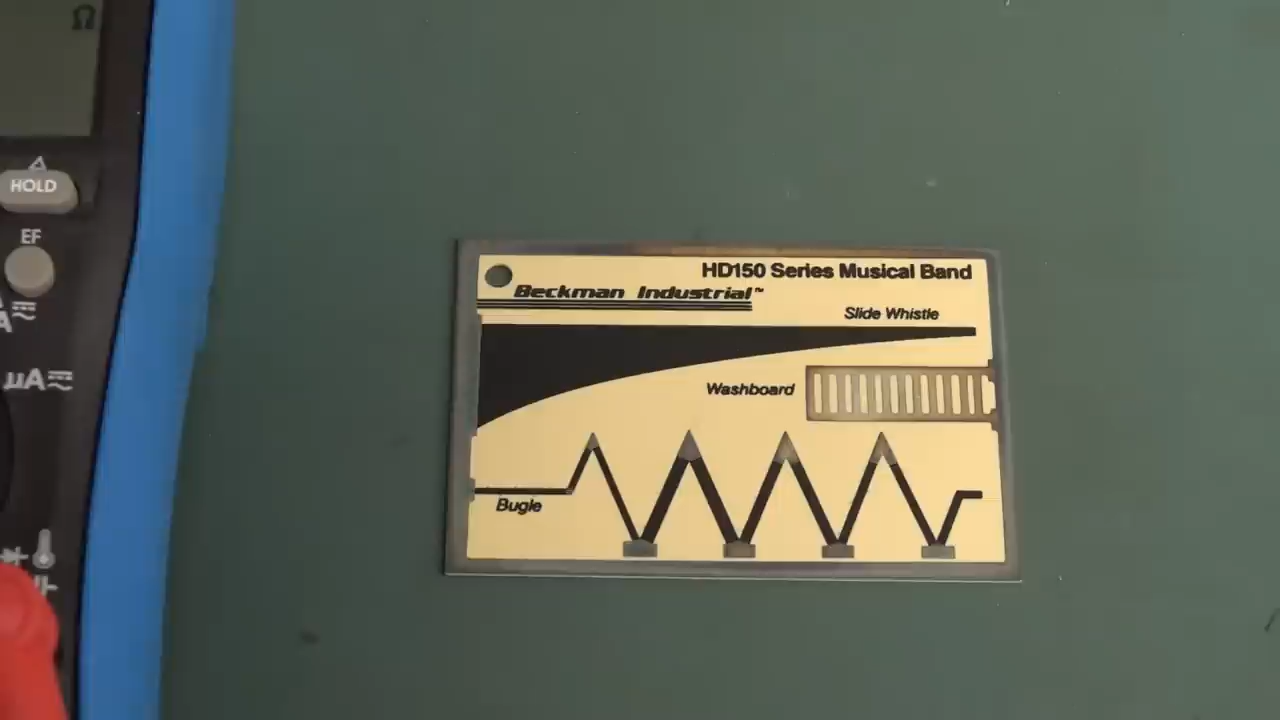 Ω
HOLD
EF
A
µA
HD150 Series Musical Band
Beckman Industrial™
Slide Whistle
Washboard
Bugle